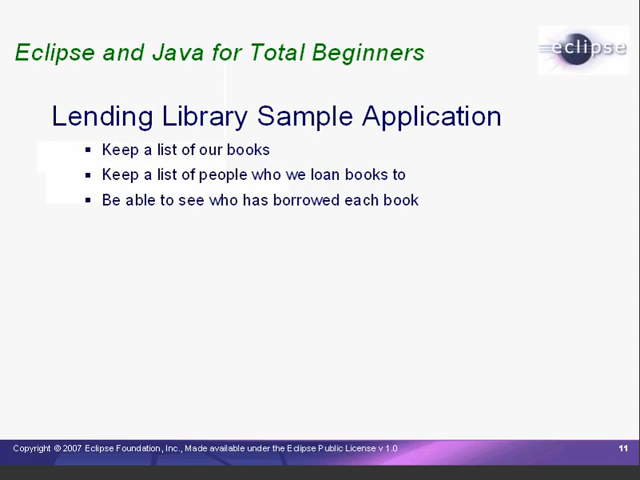 Eclipse and Java for Total Beginners
eclipse
Lending Library Sample Application
▪ Keep a list of our books
▪ Keep a list of people who we loan books to
▪ Be able to see who has borrowed each book
Copyright © 2007 Eclipse Foundation, Inc., Made available under the Eclipse Public License v 1.0
11